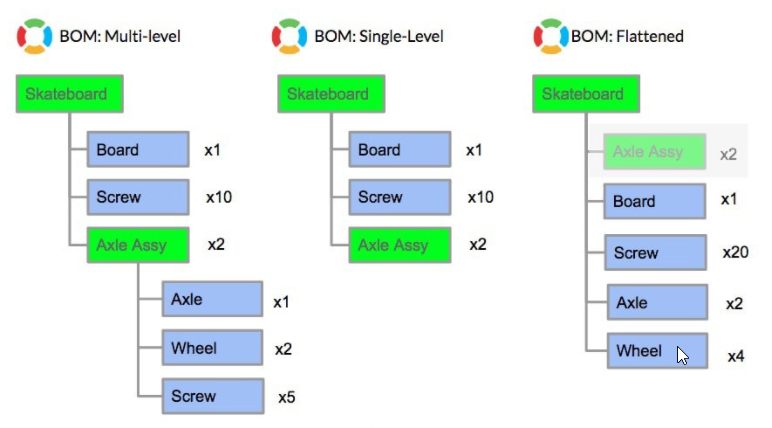 BOM: Multi-level
Skateboard
Board x1
Screw x10
Axle Assy x2
Axle x1
Wheel x2
Screw x5
BOM: Single-Level
Skateboard
Board x1
Screw x10
Axle Assy x2
BOM: Flattened
Skateboard
Axle Assy x2
Board x1
Screw x20
Axle x2
Wheel x4